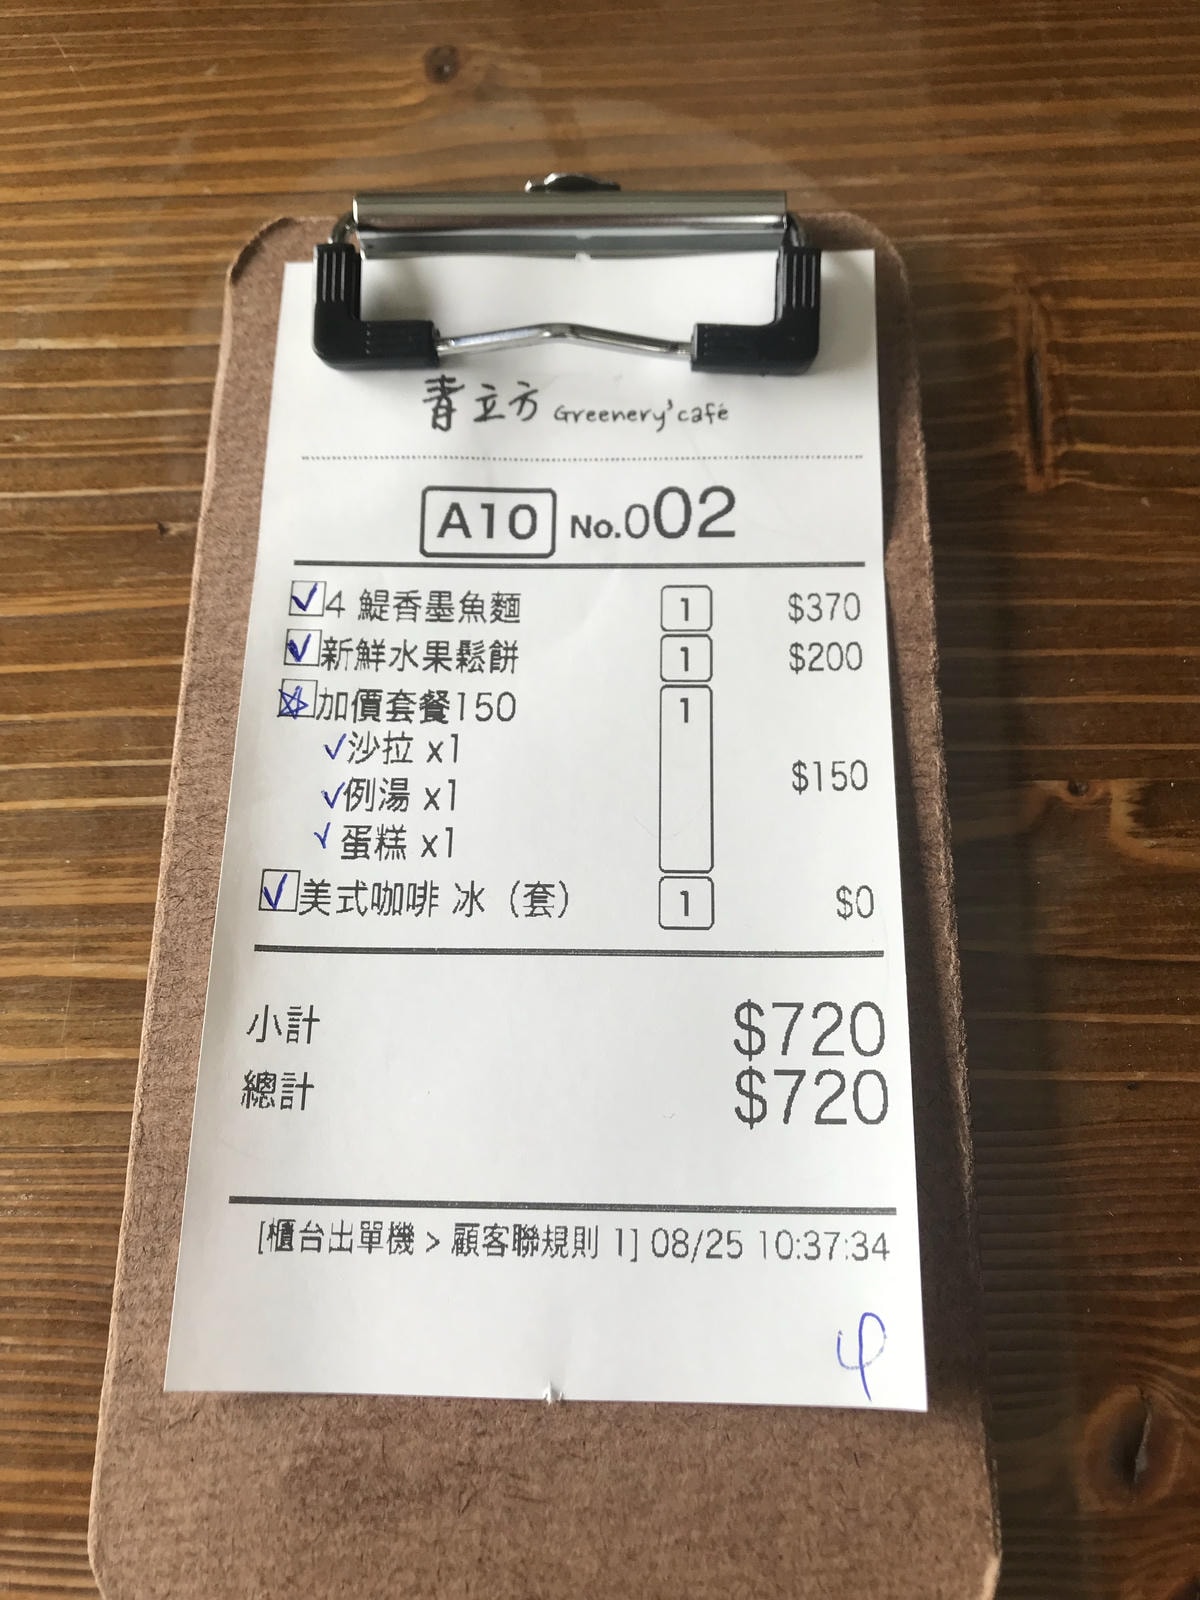 青立方 Greenery'café
A10 No.002
4 鯷香墨魚麵 1 $370
新鮮水果鬆餅 1 $200
加價套餐150 1
沙拉 x1
例湯 x1 $150
蛋糕 x1
美式咖啡 冰（套） 1 $0
小計 $720
總計 $720
[櫃台出單機 > 顧客聯規則 1] 08/25 10:37:34